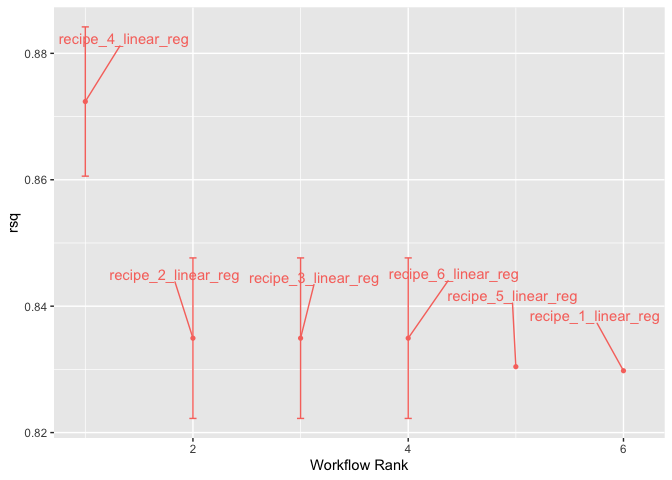 recipe_4_linear_reg
0.88
0.86
rsq
recipe_2_linear_reg
recipe_3_linear_reg
recipe_6_linear_reg
recipe_5_linear_reg
0.84
recipe_1_linear_reg
0.82
2
4
6
Workflow Rank